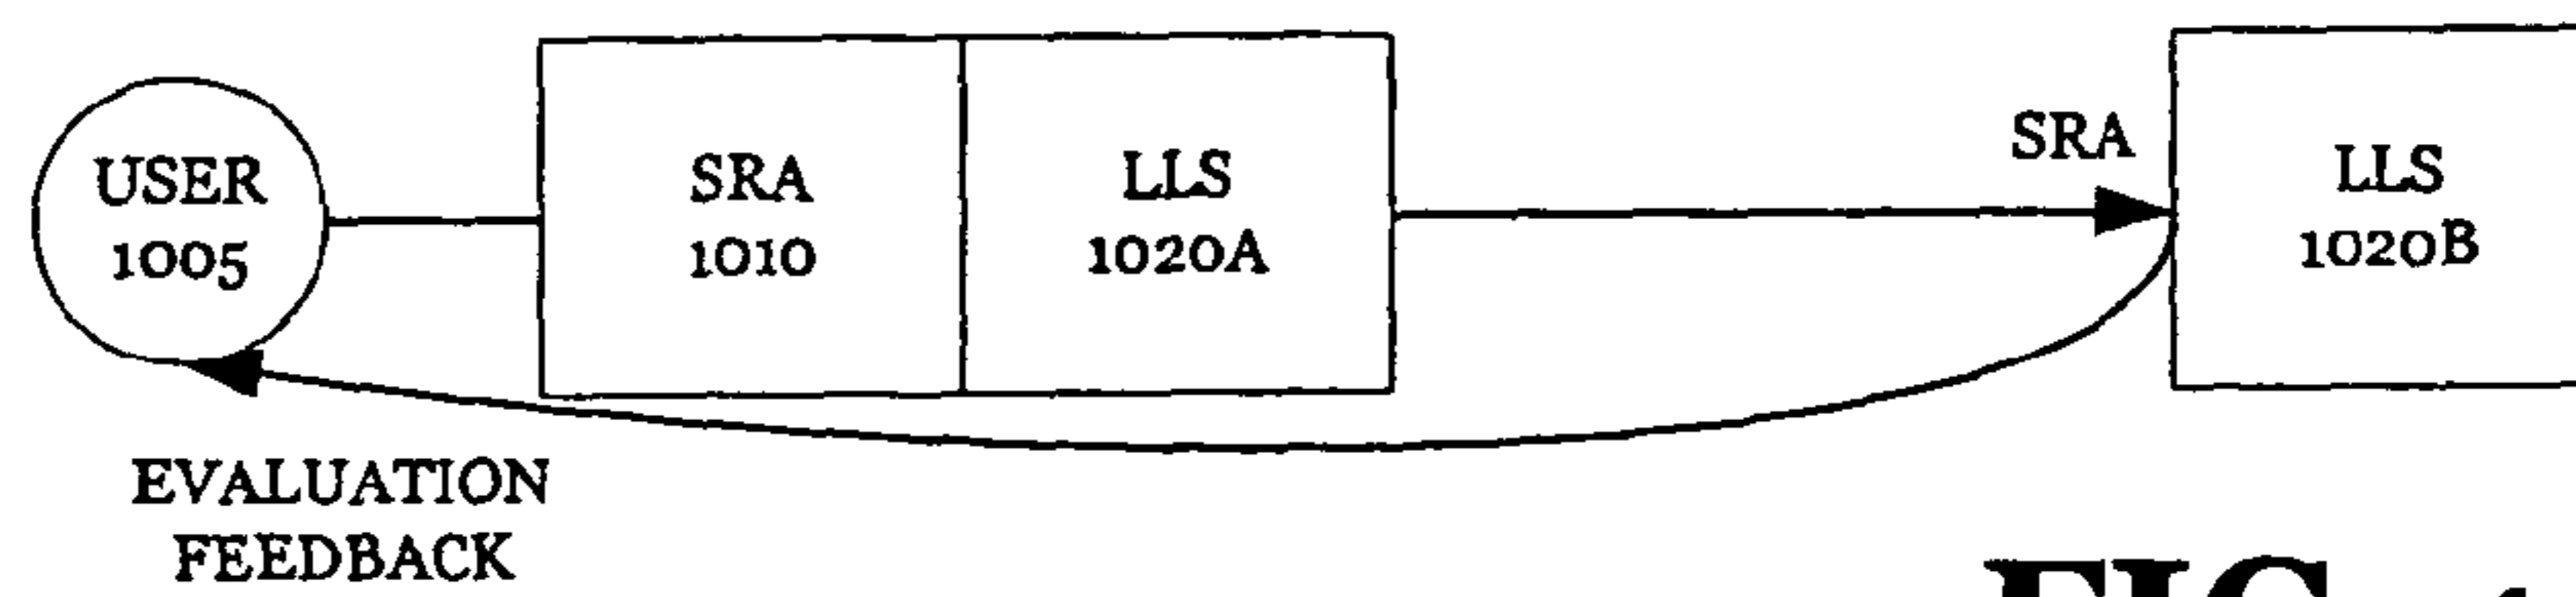 USER
1005
SRA
1010
LLS
1020A
SRA
LLS
1020B
EVALUATION
FEEDBACK